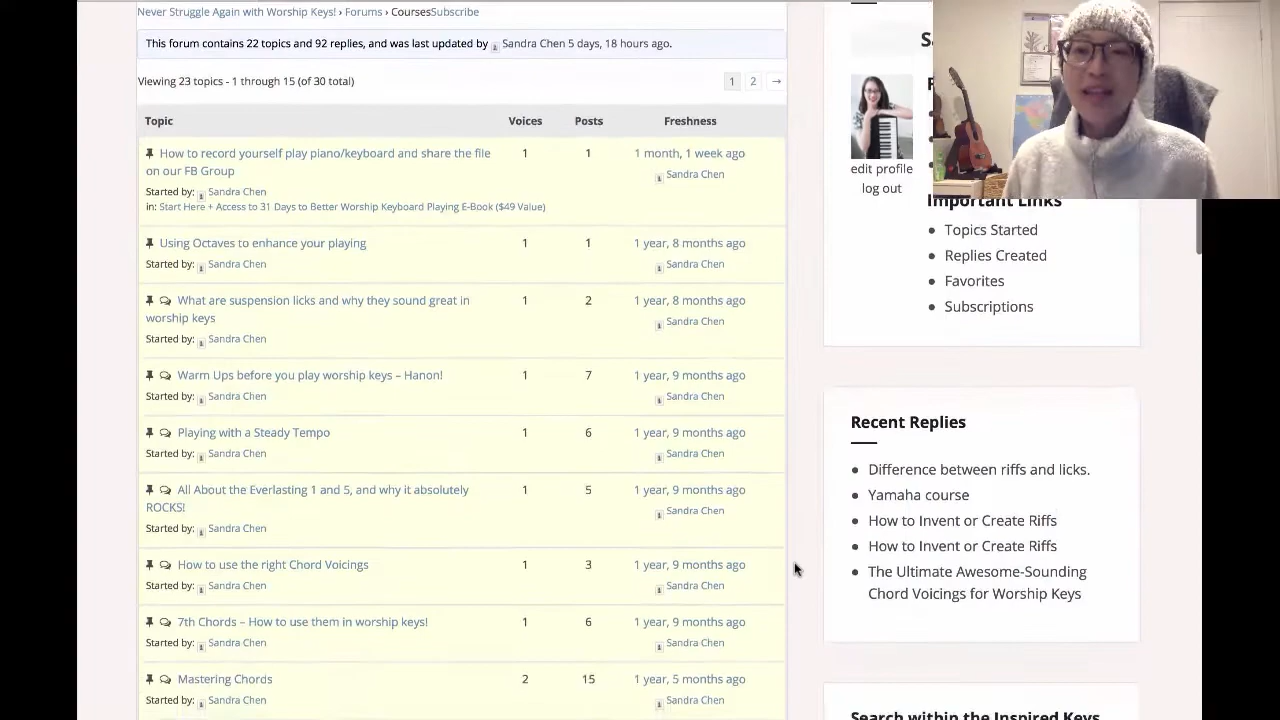 Never Struggle Again with Worship Keys! › Forums › CoursesSubscribe
This forum contains 22 topics and 92 replies, and was last updated by Sandra Chen 5 days, 18 hours ago.
Viewing 23 topics - 1 through 15 (of 30 total)
1 2 →
Topic Voices Posts Freshness
How to record yourself play piano/keyboard and share the file 1 1 1 month, 1 week ago
on our FB Group
Sandra Chen
Started by: Sandra Chen
in: Start Here + Access to 31 Days to Better Worship Keyboard Playing E-Book ($49 Value)
Using Octaves to enhance your playing 1 1 1 year, 8 months ago
Started by: Sandra Chen Sandra Chen
What are suspension licks and why they sound great in 1 2 1 year, 8 months ago
worship keys
Sandra Chen
Started by: Sandra Chen
Warm Ups before you play worship keys – Hanon! 1 7 1 year, 9 months ago
Started by: Sandra Chen Sandra Chen
Playing with a Steady Tempo 1 6 1 year, 9 months ago
Started by: Sandra Chen Sandra Chen
All About the Everlasting 1 and 5, and why it absolutely 1 5 1 year, 9 months ago
ROCKS!
Sandra Chen
Started by: Sandra Chen
How to use the right Chord Voicings 1 3 1 year, 9 months ago
Started by: Sandra Chen Sandra Chen
7th Chords – How to use them in worship keys! 1 6 1 year, 9 months ago
Started by: Sandra Chen Sandra Chen
Mastering Chords 2 15 1 year, 5 months ago
Started by: Sandra Chen Sandra Chen
edit profile
log out
Important Links
Topics Started
Replies Created
Favorites
Subscriptions
Recent Replies
Difference between riffs and licks.
Yamaha course
How to Invent or Create Riffs
How to Invent or Create Riffs
The Ultimate Awesome-Sounding
Chord Voicings for Worship Keys
Search within the Inspired Keys